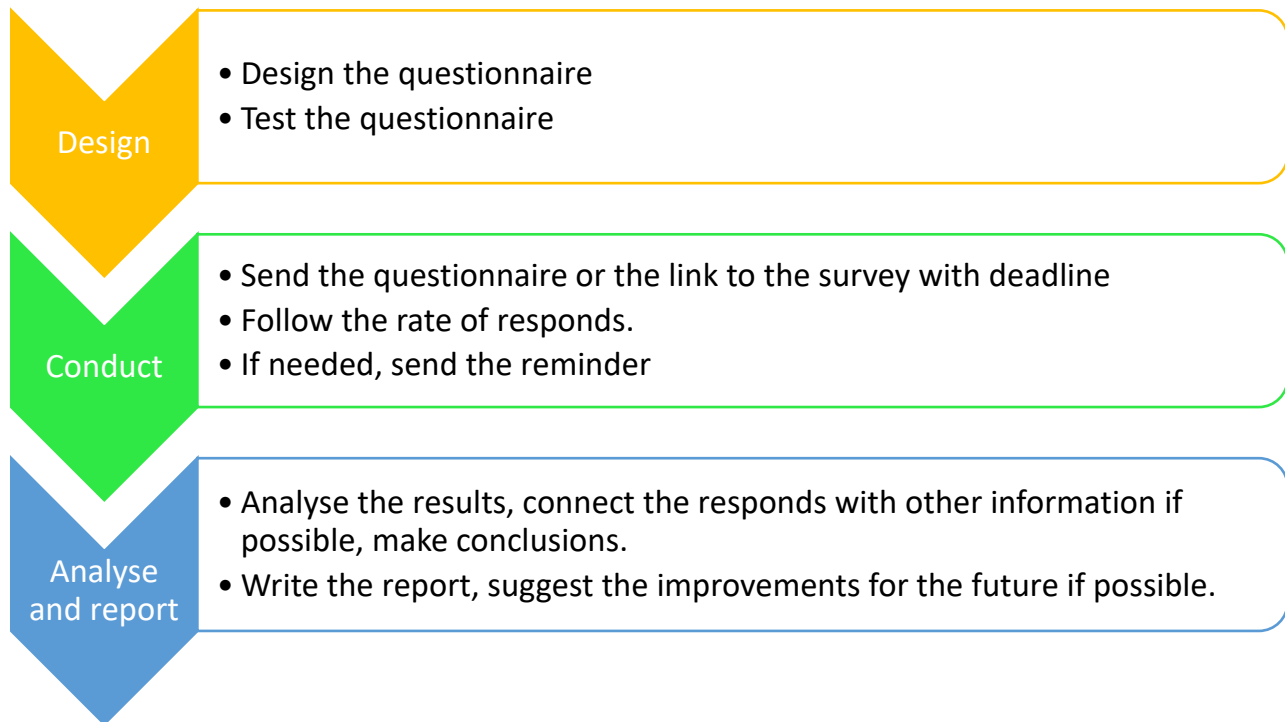 Design
• Design the questionnaire
• Test the questionnaire
Conduct
• Send the questionnaire or the link to the survey with deadline
• Follow the rate of responds.
• If needed, send the reminder
Analyse
and report
• Analyse the results, connect the responds with other information if
possible, make conclusions.
• Write the report, suggest the improvements for the future if possible.